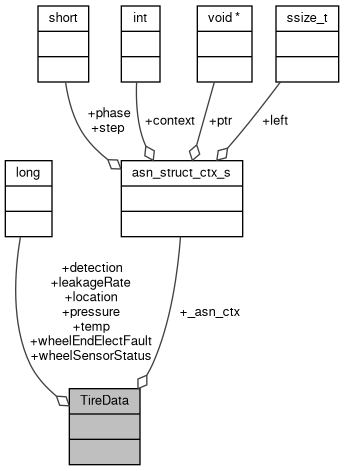 short
int
void *
ssize_t
+phase
+step
+context
+ptr
+left
long
asn_struct_ctx_s
+detection
+leakageRate
+location
+pressure
+temp
+wheelEndElectFault
+wheelSensorStatus
+_asn_ctx
TireData